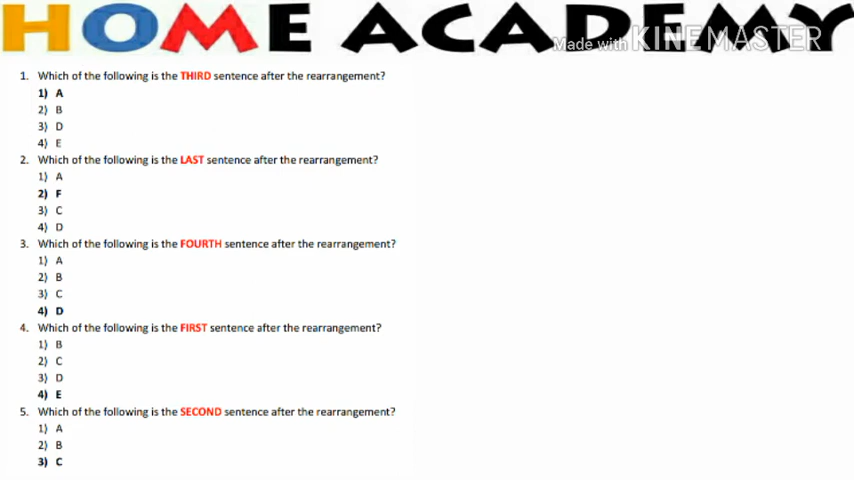 HOME ACADEMY
Made with KINEMASTER
1. Which of the following is the THIRD sentence after the rearrangement?
1) A
2) B
3) D
4) E
2. Which of the following is the LAST sentence after the rearrangement?
1) A
2) F
3) C
4) D
3. Which of the following is the FOURTH sentence after the rearrangement?
1) A
2) B
3) C
4) D
4. Which of the following is the FIRST sentence after the rearrangement?
1) B
2) C
3) D
4) E
5. Which of the following is the SECOND sentence after the rearrangement?
1) A
2) B
3) C